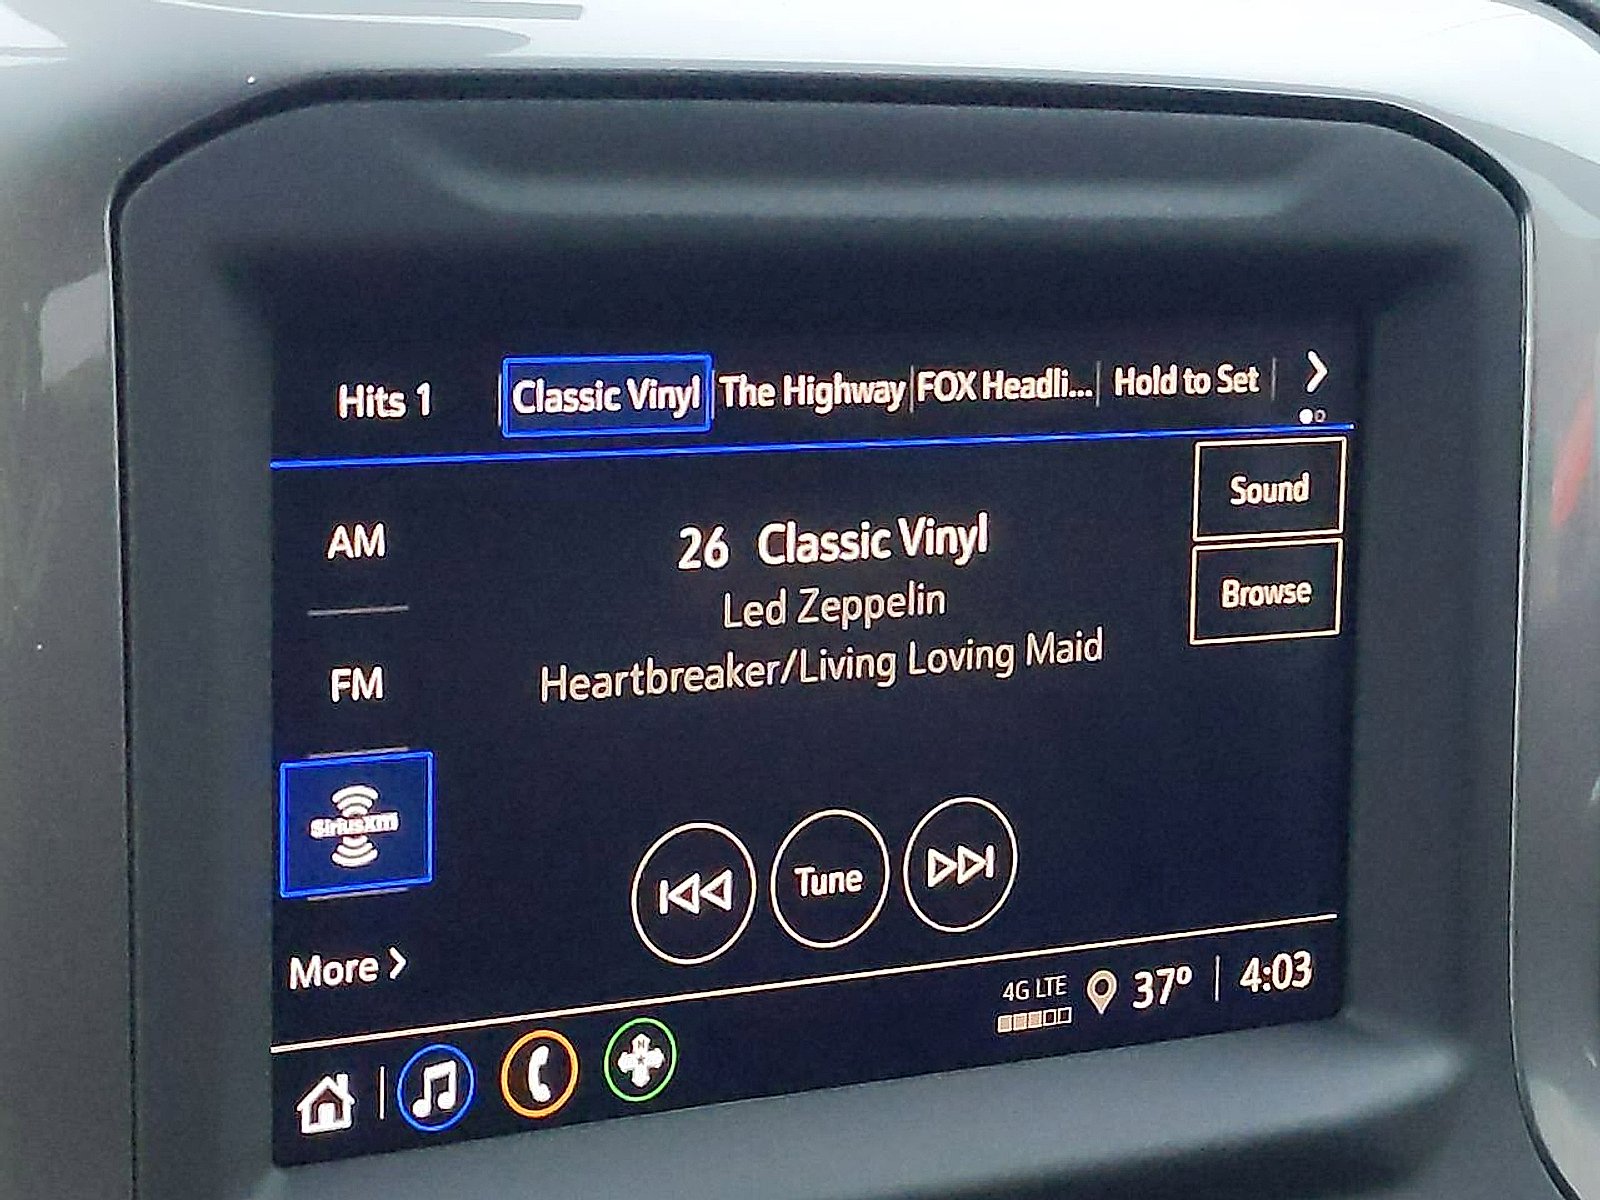 Hits 1
Classic Vinyl
The Highway
FOX Headli...
Hold to Set
Sound
AM
26 Classic Vinyl
Browse
Led Zeppelin
FM
Heartbreaker/Living Loving Maid
SiriusXM
Tune
More
4G LTE
37°
4:03
N